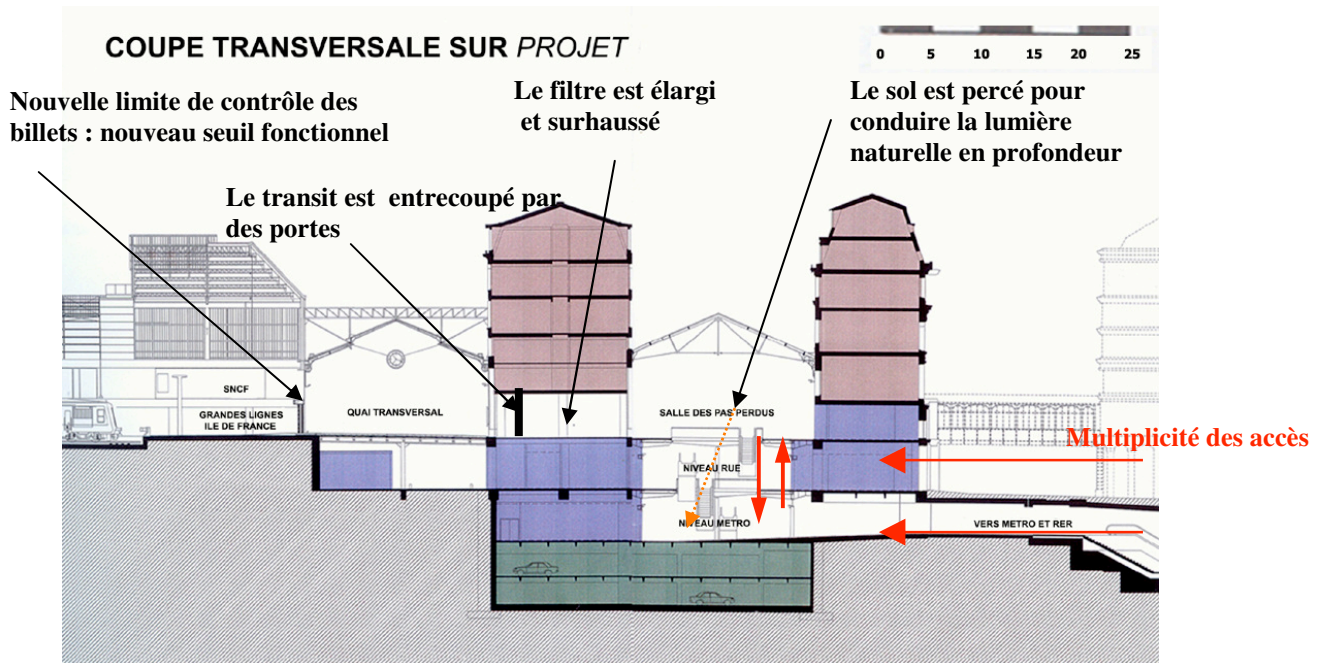 COUPE TRANSVERSALE SUR PROJET
0 5 10 15 20 25
Nouvelle limite de contrôle des
billets : nouveau seuil fonctionnel
Le filtre est élargi
et surhaussé
Le sol est percé pour
conduire la lumière
naturelle en profondeur
Le transit est entrecoupé par
des portes
SNCF
GRANDES LIGNES
ILE DE FRANCE
QUAI TRANSVERSAL
SALLE DES PAS PERDUS
Multiplicité des accès
NIVEAU RUE
NIVEAU METRO
VERS METRO ET RER